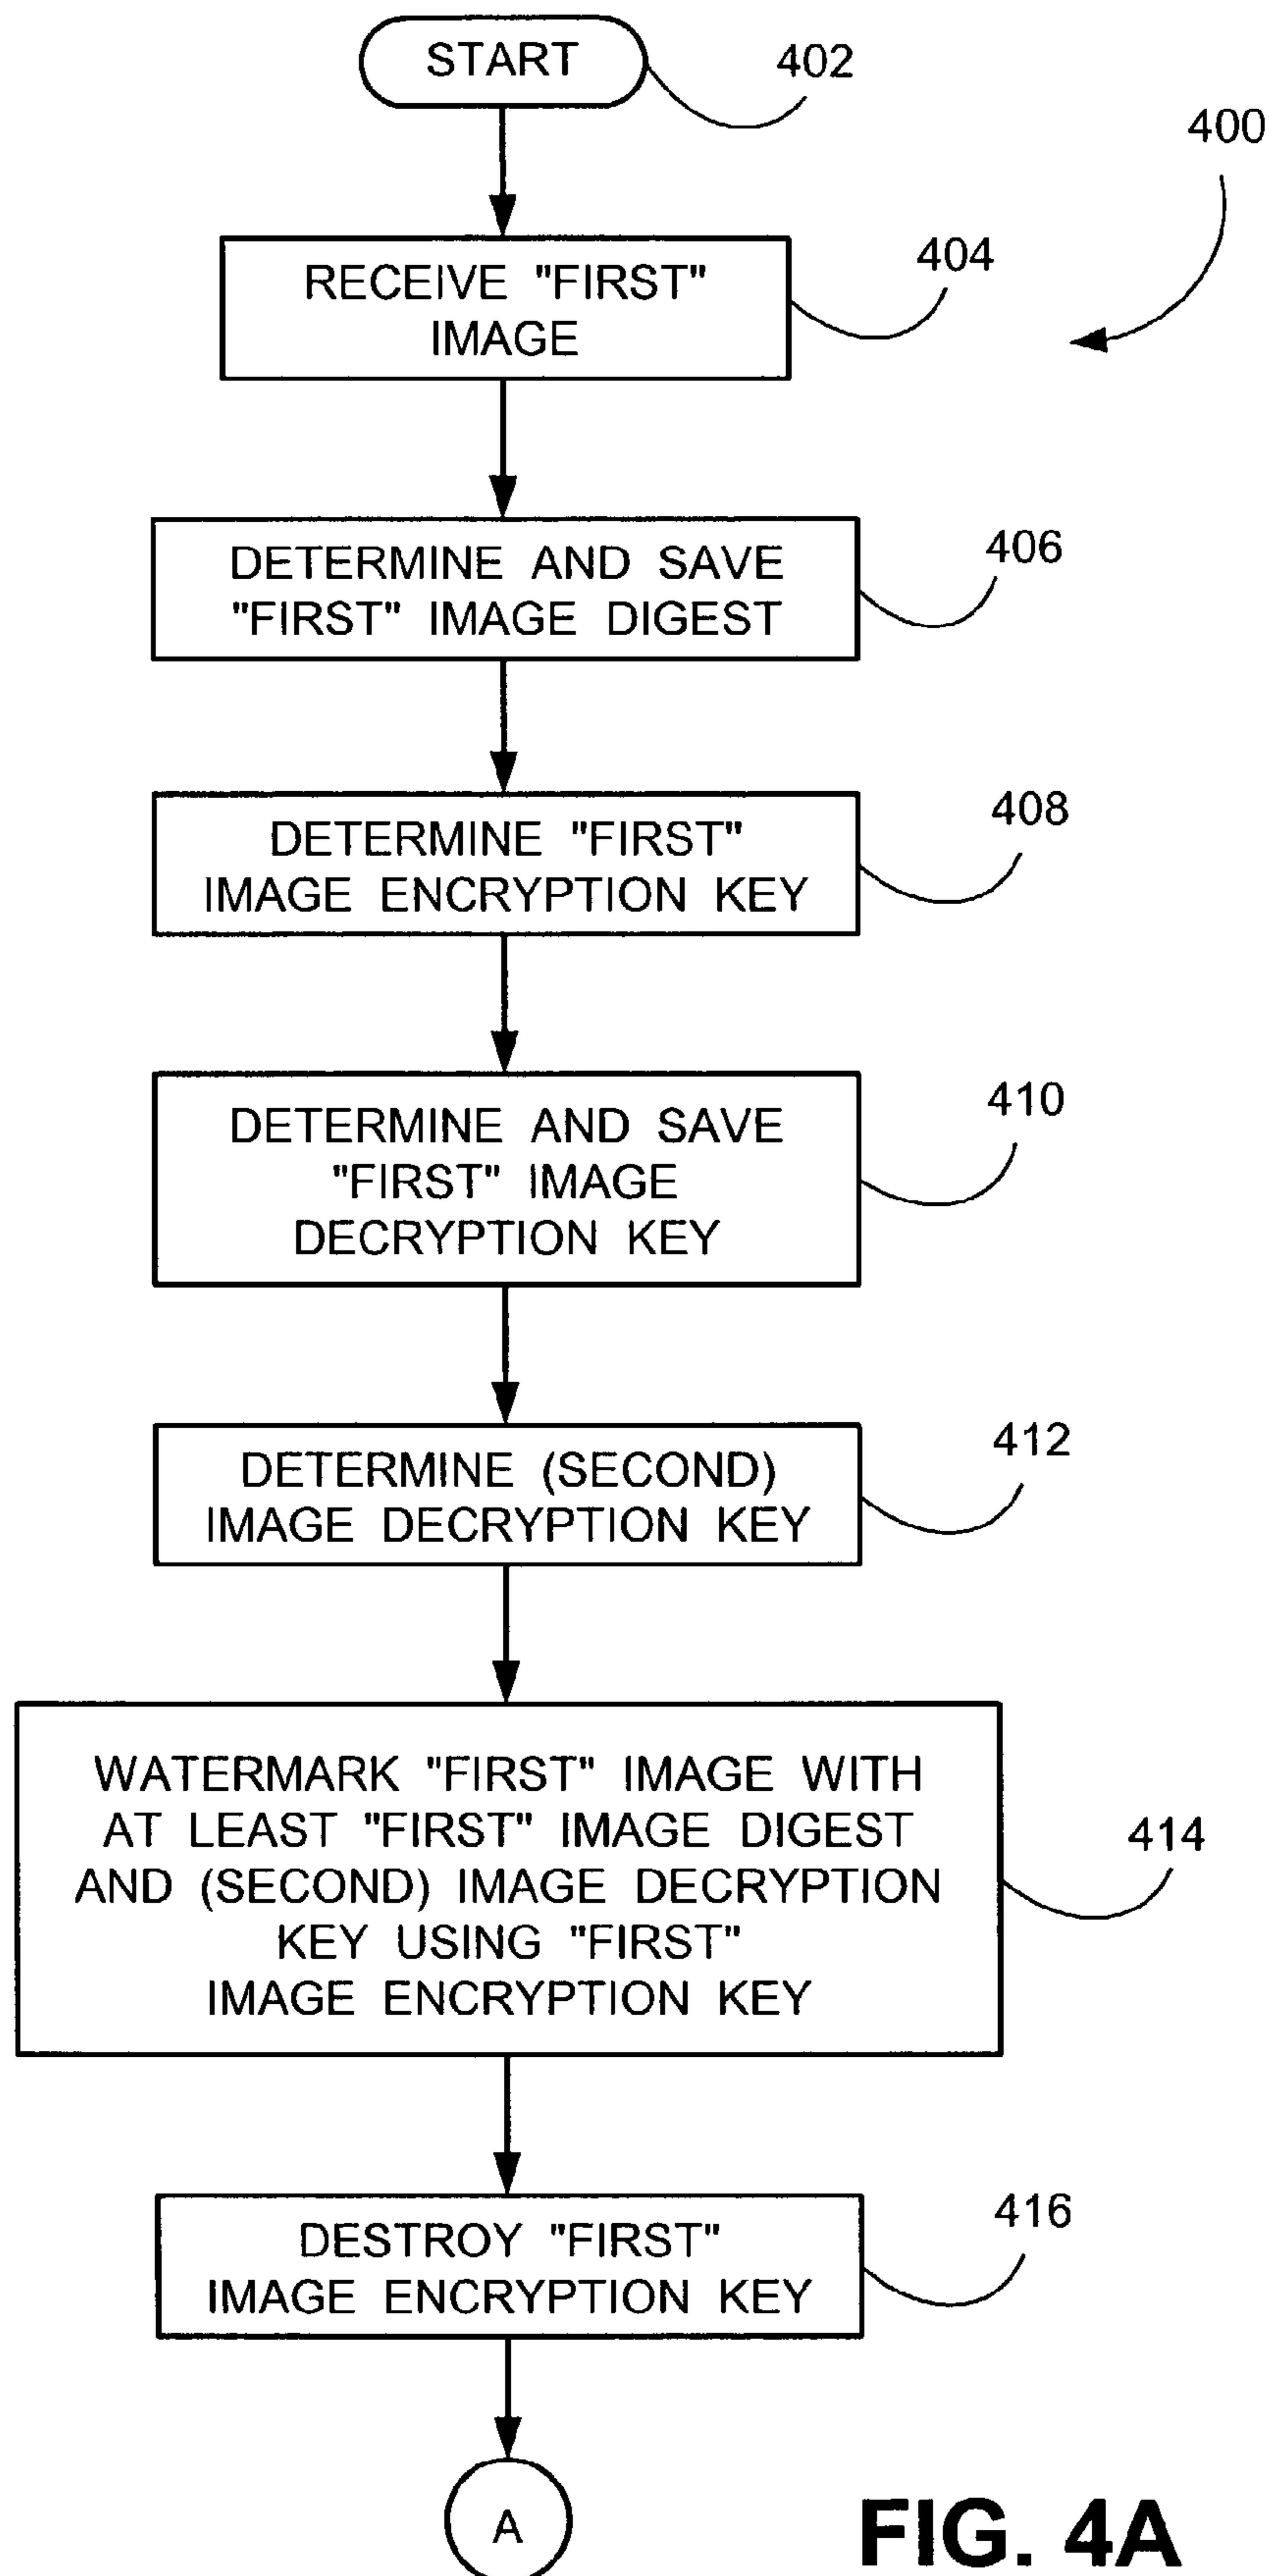 START
402
400
RECEIVE "FIRST"
IMAGE
404
DETERMINE AND SAVE
"FIRST" IMAGE DIGEST
406
DETERMINE "FIRST"
IMAGE ENCRYPTION KEY
408
DETERMINE AND SAVE
"FIRST" IMAGE
DECRYPTION KEY
410
DETERMINE (SECOND)
IMAGE DECRYPTION KEY
412
WATERMARK "FIRST" IMAGE WITH
AT LEAST "FIRST" IMAGE DIGEST
AND (SECOND) IMAGE DECRYPTION
KEY USING "FIRST"
IMAGE ENCRYPTION KEY
414
DESTROY "FIRST"
IMAGE ENCRYPTION KEY
416
A
FIG. 4A